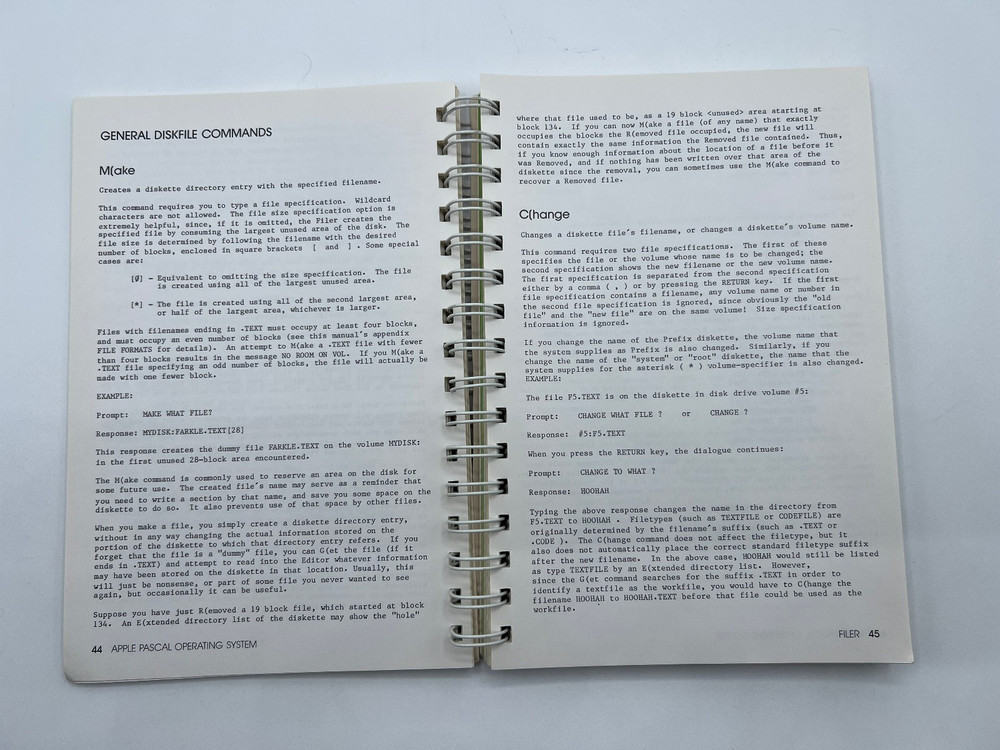 GENERAL DISKFILE COMMANDS
M(ake
Creates a diskette directory entry with the specified filename.
This command requires you to type a file specification.  Wildcard
characters are not allowed.  The file size specification option is
extremely helpful, since, if it is omitted, the Filer creates the
specified file by consuming the largest unused area of the disk.  The
file size is determined by following the filename with the desired
number of blocks, enclosed in square brackets  [  and  ] . Some special
cases are:
[Ø] - Equivalent to omitting the size specification.  The file
is created using all of the largest unused area.
[*] - The file is created using all of the second largest area,
or half of the largest area, whichever is larger.
Files with filenames ending in .TEXT must occupy at least four blocks,
and must occupy an even number of blocks (see this manual's appendix
FILE FORMATS for details).  An attempt to M(ake a .TEXT file with fewer
than four blocks results in the message NO ROOM ON VOL.  If you M(ake a
.TEXT file specifying an odd number of blocks, the file will actually be
made with one fewer block.
EXAMPLE:
Prompt:  MAKE WHAT FILE?
Response: MYDISK:FARKLE.TEXT[28]
This response creates the dummy file FARKLE.TEXT on the volume MYDISK:
in the first unused 28-block area encountered.
The M(ake command is commonly used to reserve an area on the disk for
some future use.  The created file's name may serve as a reminder that
you need to write a section by that name, and save you some space on the
diskette to do so.  It also prevents use of that space by other files.
When you make a file, you simply create a diskette directory entry,
without in any way changing the actual information stored on the
portion of the diskette to which that directory entry refers.  If you
forget that the file is a "dummy" file, you can G(et the file (if it
ends in .TEXT) and attempt to read into the Editor whatever information
may have been stored on the diskette in that location. Usually, this
will just be nonsense, or part of some file you never wanted to see
again, but occasionally it can be useful.
Suppose you have just R(emoved a 19 block file, which started at block
134.  An E(xtended directory list of the diskette may show the "hole"
44  APPLE PASCAL OPERATING SYSTEM
where that file used to be, as a 19 block <unused> area starting at
block 134.  If you can now M(ake a file (of any name) that exactly
occupies the blocks the R(emoved file occupied, the new file will
contain exactly the same information the Removed file contained.  Thus,
if you know enough information about the location of a file before it
was Removed, and if nothing has been written over that area of the
diskette since the removal, you can sometimes use the M(ake command to
recover a Removed file.
C(hange
Changes a diskette file's filename, or changes a diskette's volume name.
This command requires two file specifications.  The first of these
specifies the file or the volume whose name is to be changed; the
second specification shows the new filename or the new volume name.
The first specification is separated from the second specification
either by a comma ( , ) or by pressing the RETURN key.  If the first
file specification contains a filename, any volume name or number in
the second file specification is ignored, since obviously the "old
file" and the "new file" are on the same volume!  Size specification
information is ignored.
If you change the name of the Prefix diskette, the volume name that
the system supplies as Prefix is also changed.  Similarly, if you
change the name of the "system" or "root" diskette, the name that the
system supplies for the asterisk ( * ) volume-specifier is also changed.
EXAMPLE:
The file F5.TEXT is on the diskette in disk drive volume #5:
Prompt:  CHANGE WHAT FILE ?  or  CHANGE ?
Response:  #5:F5.TEXT
When you press the RETURN key, the dialogue continues:
Prompt:  CHANGE TO WHAT ?
Response:  HOOHAH
Typing the above response changes the name in the directory from
F5.TEXT to HOOHAH .  Filetypes (such as TEXTFILE or CODEFILE) are
originally determined by the filename's suffix (such as .TEXT or
.CODE ).  The C(hange command does not affect the filetype, but it
also does not automatically place the correct standard filetype suffix
after the new filename.  In the above case, HOOHAH would still be listed
as type TEXTFILE by an E(xtended directory list.  However,
since the G(et command searches for the suffix .TEXT in order to
identify a textfile as the workfile, you would have to C(hange the
filename HOOHAH to HOOHAH.TEXT before that file could be used as the
workfile.
FILER  45